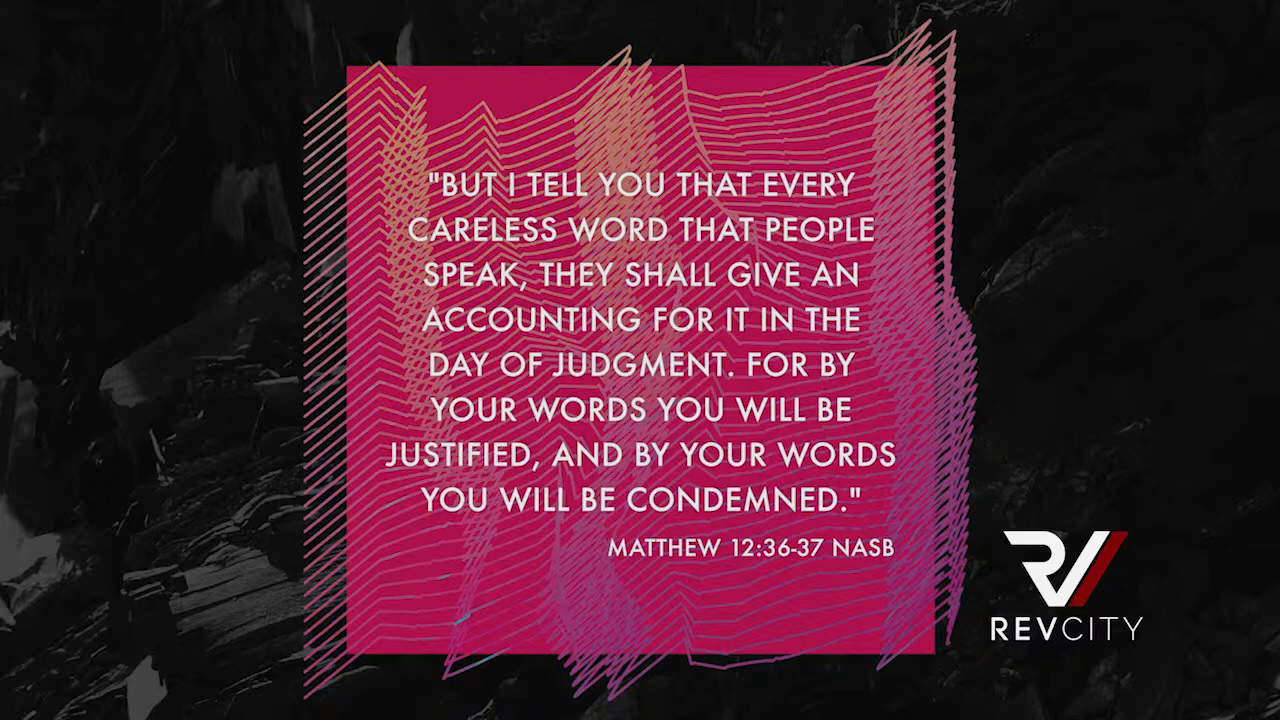 "BUT I TELL YOU THAT EVERY
CARELESS WORD THAT PEOPLE
SPEAK, THEY SHALL GIVE AN
ACCOUNTING FOR IT IN THE
DAY OF JUDGMENT. FOR BY
YOUR WORDS YOU WILL BE
JUSTIFIED, AND BY YOUR WORDS
YOU WILL BE CONDEMNED."
MATTHEW 12:36-37 NASB
RV
REVCITY